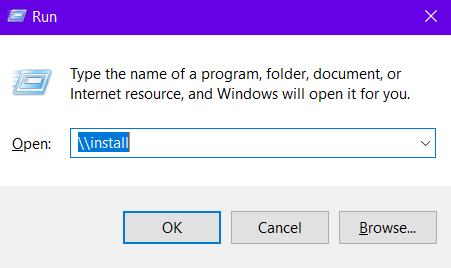 Run
Type the name of a program, folder, document, or
Internet resource, and Windows will open it for you.
Open: \\install
OK Cancel Browse...